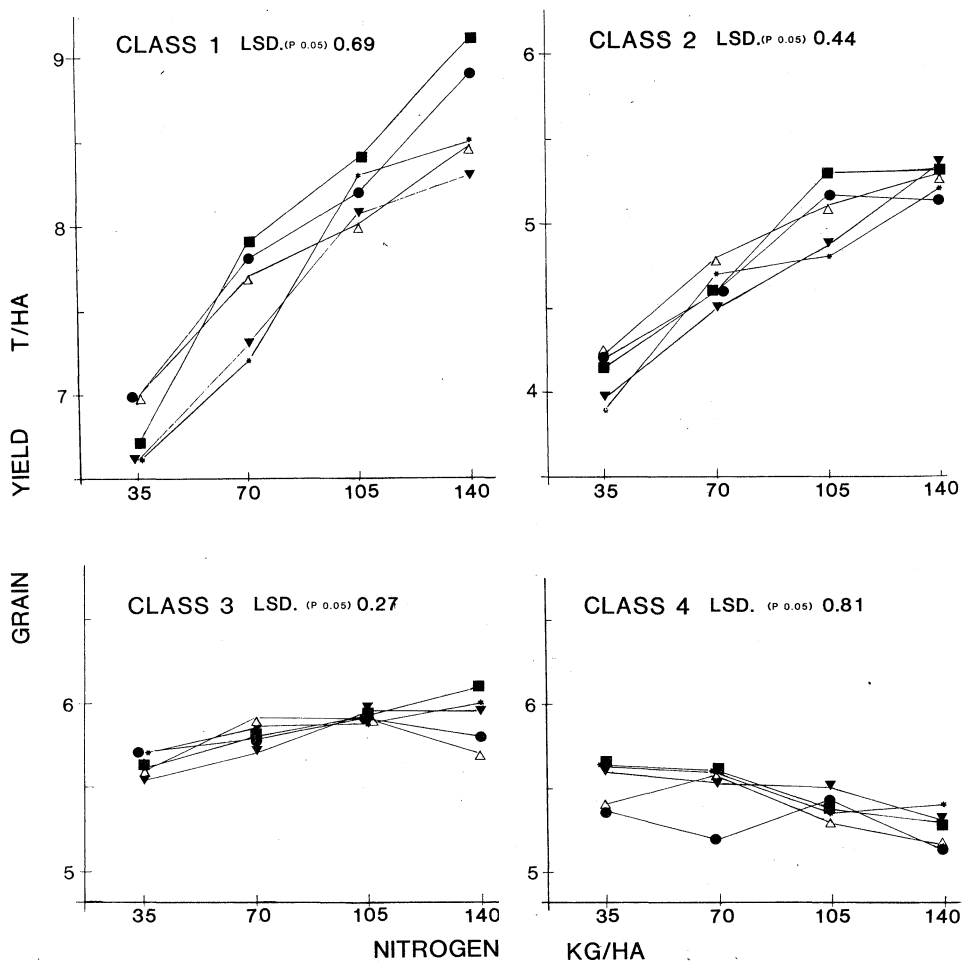 CLASS 1 LSD.(P 0.05) 0.69
9
8
7
35 70 105 140
CLASS 2 LSD.(P 0.05) 0.44
6
5
4
35 70 105 140
GRAIN YIELD T/HA
CLASS 3 LSD. (P 0.05) 0.27
6
5
35 70 105 140
CLASS 4 LSD. (P 0.05) 0.81
6
5
35 70 105 140
NITROGEN KG/HA